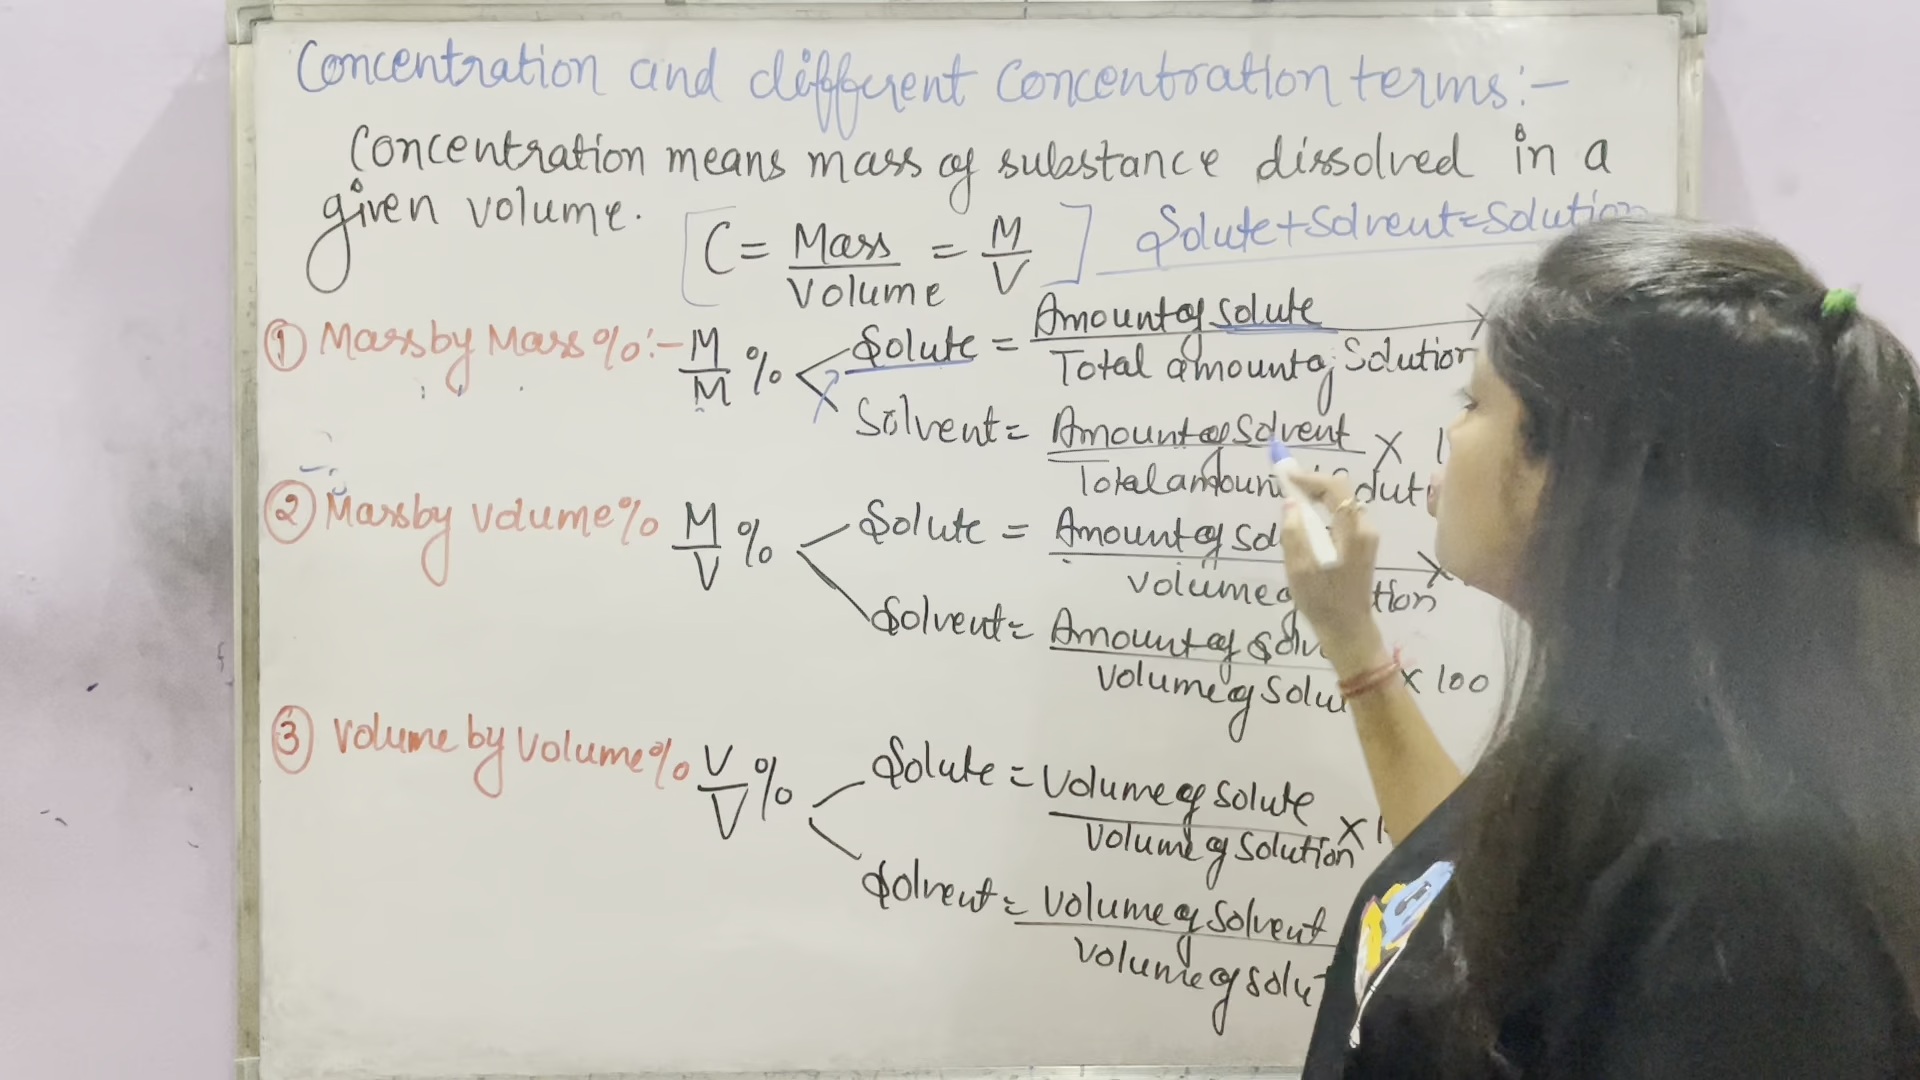 Concentration and different Concentration terms:-
Concentration means mass of substance dissolved in a
given volume.
[C = Mass / Volume = M / V] Solute + Solvent = Solution
① Mass by Mass % :- M / M % Solute = Amount of Solute / Total amount of Solution ×
Solvent = Amount of Solvent / Total amount × 1
② Mass by Volume % M / V % Solute = Amount of / Volume of ×
Solvent = Amount of / Volume of × 100
③ Volume by Volume % V / V % Solute = Volume of Solute / Volume of Solution × 1
Solvent = Volume of Solvent / Volume of